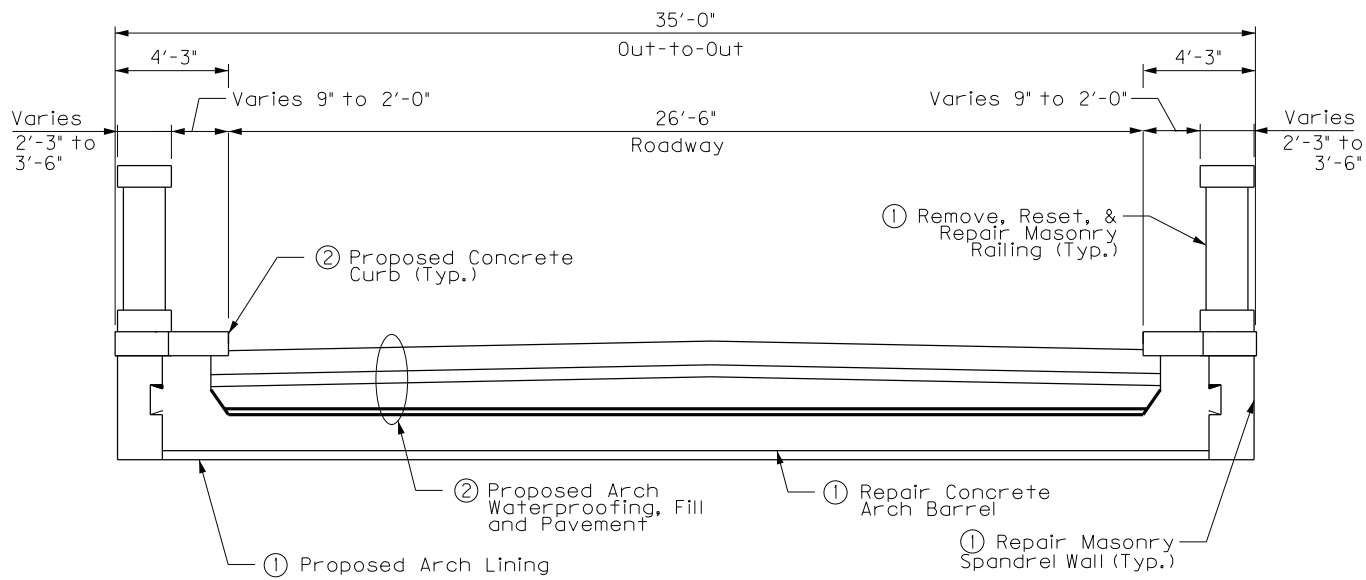 35'-0"
Out-to-Out
4'-3"
4'-3"
Varies 9" to 2'-0"
Varies 9" to 2'-0"
Varies
2'-3" to
3'-6"
26'-6"
Roadway
Varies
2'-3" to
3'-6"
① Remove, Reset, &
Repair Masonry
Railing (Typ.)
② Proposed Concrete
Curb (Typ.)
② Proposed Arch
Waterproofing, Fill
and Pavement
① Repair Concrete
Arch Barrel
① Repair Masonry
Spandrel Wall (Typ.)
① Proposed Arch Lining